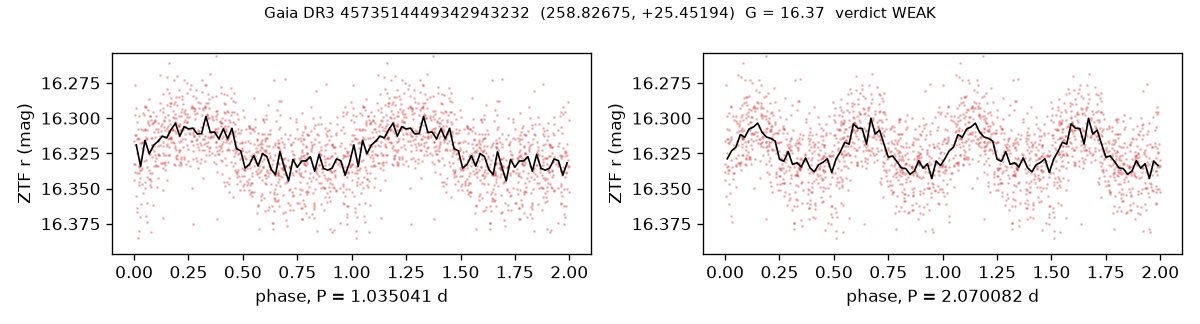 Gaia DR3 4573514449342943232 (258.82675, +25.45194) G = 16.37 verdict WEAK
ZTF r (mag)
16.275
16.300
16.325
16.350
16.375
0.00 0.25 0.50 0.75 1.00 1.25 1.50 1.75 2.00
phase, P = 1.035041 d
ZTF r (mag)
16.275
16.300
16.325
16.350
16.375
0.00 0.25 0.50 0.75 1.00 1.25 1.50 1.75 2.00
phase, P = 2.070082 d